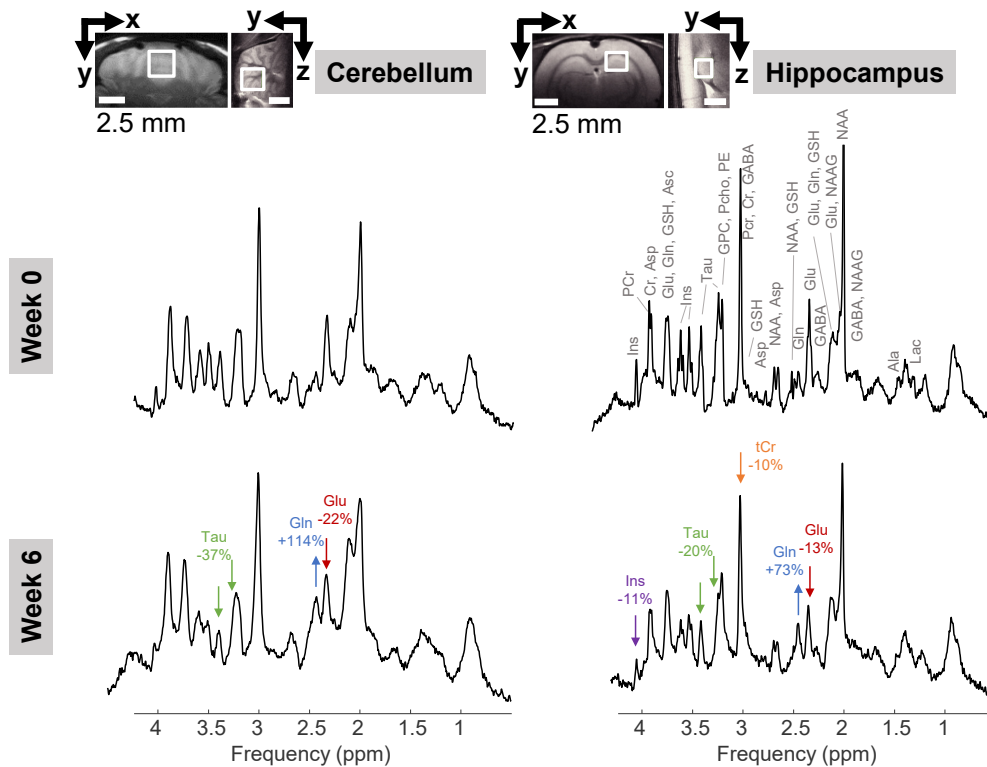 x
y
y
z
Cerebellum
2.5 mm
x
y
y
z
Hippocampus
2.5 mm
Week 0
Ins
PCr
Cr, Asp
Glu, Gln, GSH, Asc
Ins
Tau
GPC, Pcho, PE
Pcr, Cr, GABA
Asp, GSH
NAA, Asp
Gln
NAA, GSH
Glu
GABA
Glu, Gln, GSH
Glu, NAAG
NAA
GABA, NAAG
Ala
Lac
Week 6
Tau
-37%
Gln
+114%
Glu
-22%
Ins
-11%
Tau
-20%
tCr
-10%
Gln
+73%
Glu
-13%
4 3.5 3 2.5 2 1.5 1
Frequency (ppm)
4 3.5 3 2.5 2 1.5 1
Frequency (ppm)